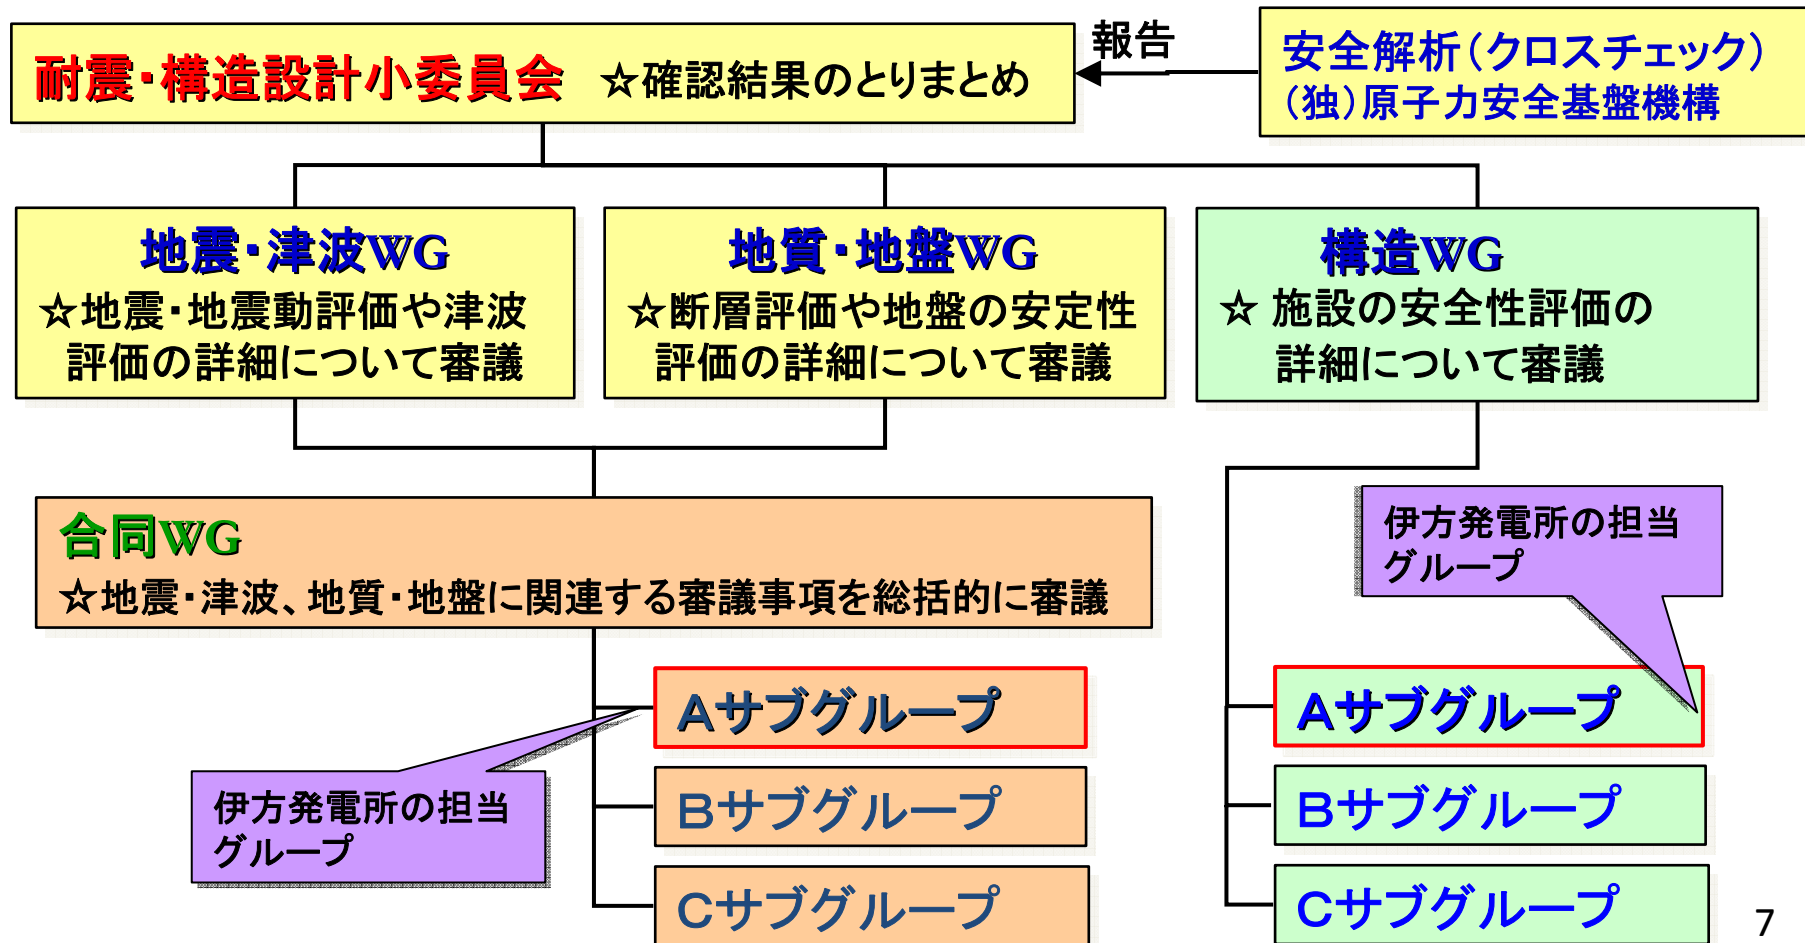 耐震・構造設計小委員会 ☆確認結果のとりまとめ
報告
安全解析（クロスチェック）
（独）原子力安全基盤機構
地震・津波WG
☆地震・地震動評価や津波
評価の詳細について審議
地質・地盤WG
☆断層評価や地盤の安定性
評価の詳細について審議
構造WG
☆ 施設の安全性評価の
詳細について審議
合同WG
☆地震・津波、地質・地盤に関連する審議事項を総括的に審議
伊方発電所の担当
グループ
Aサブグループ
Bサブグループ
Cサブグループ
伊方発電所の担当
グループ
Aサブグループ
Bサブグループ
Cサブグループ
7